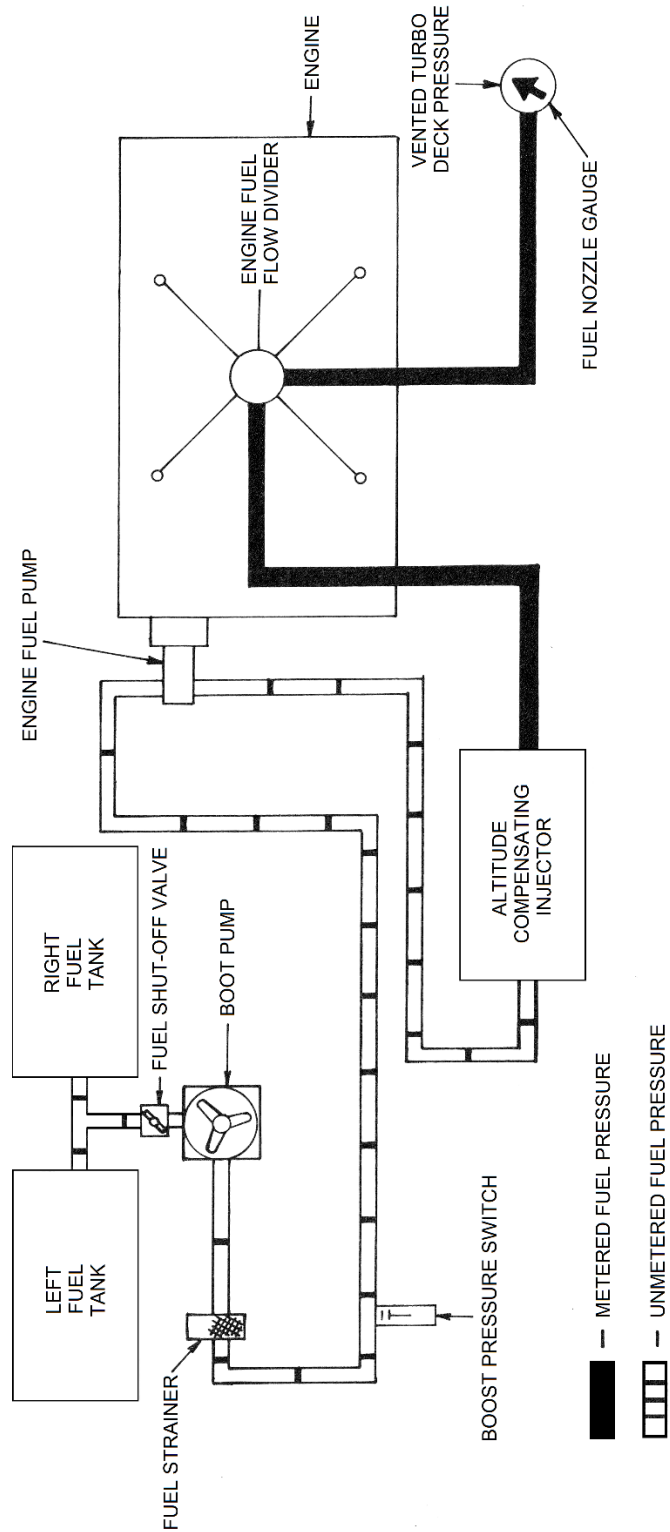 LEFT
FUEL
TANK
RIGHT
FUEL
TANK
FUEL SHUT-OFF VALVE
BOOT PUMP
FUEL STRAINER
BOOST PRESSURE SWITCH
ENGINE FUEL PUMP
ENGINE
ENGINE FUEL
FLOW DIVIDER
ALTITUDE
COMPENSATING
INJECTOR
VENTED TURBO
DECK PRESSURE
FUEL NOZZLE GAUGE
– METERED FUEL PRESSURE
– UNMETERED FUEL PRESSURE